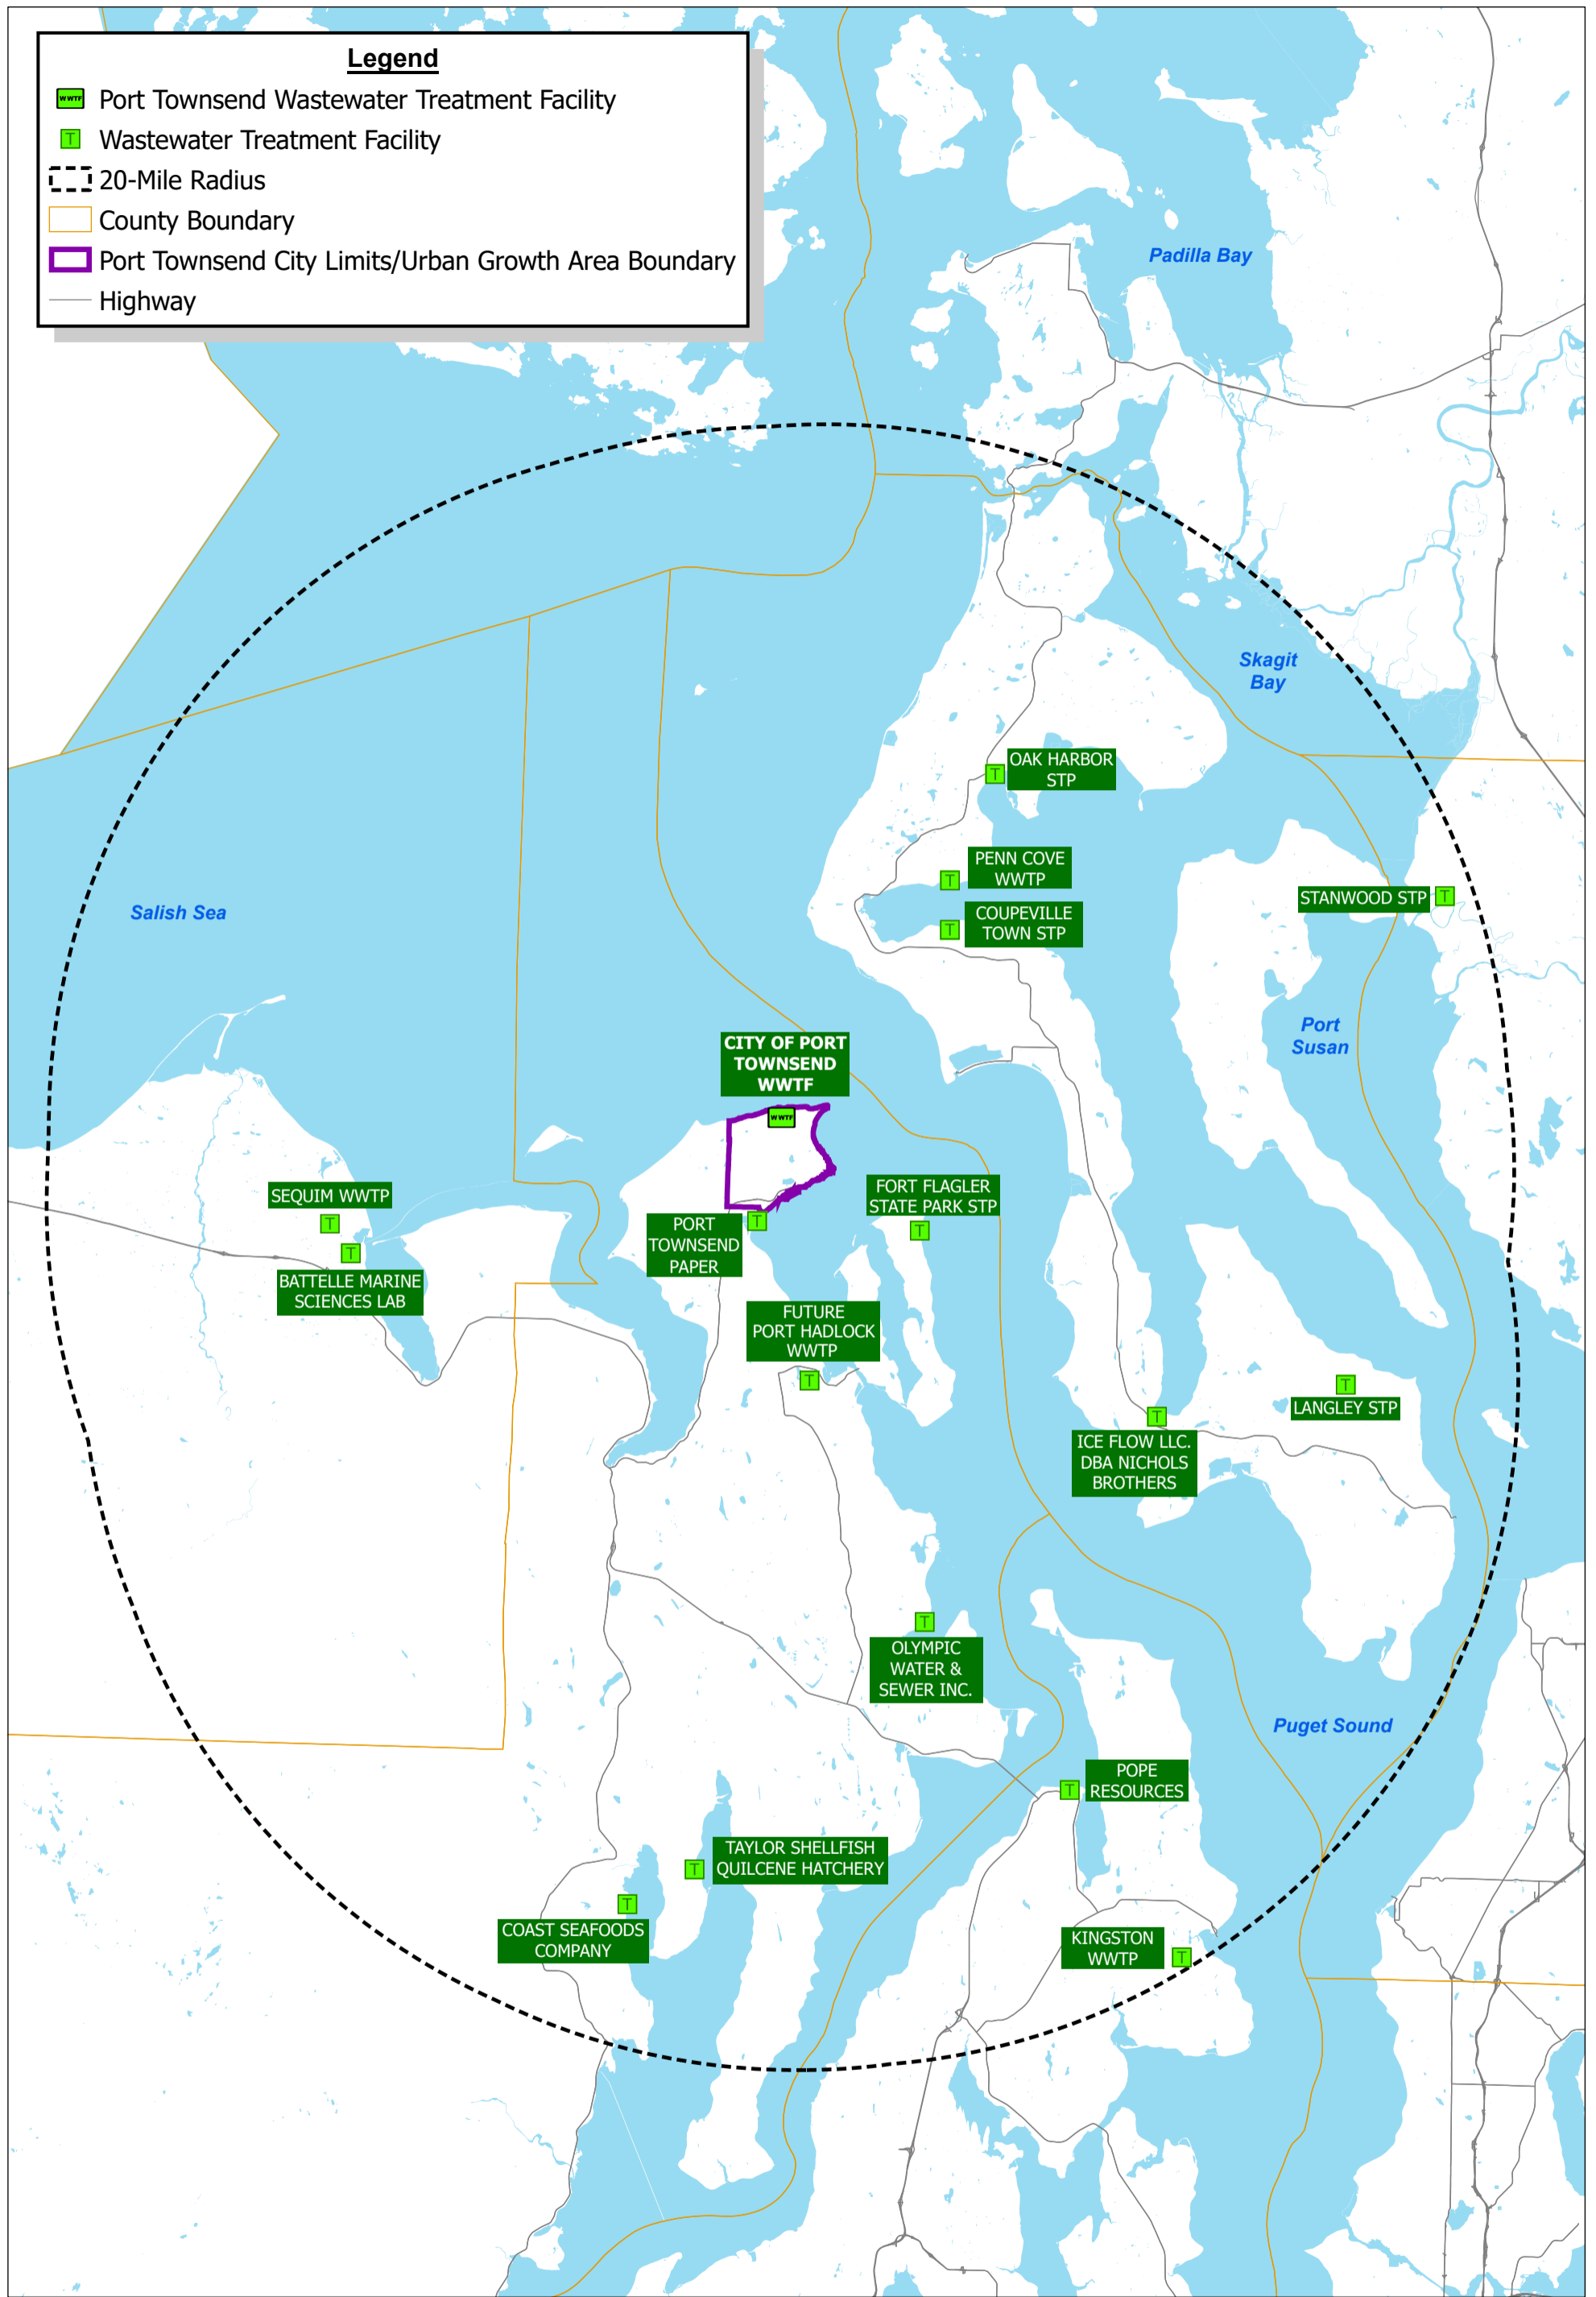 Legend
WWTF Port Townsend Wastewater Treatment Facility
T Wastewater Treatment Facility
20-Mile Radius
County Boundary
Port Townsend City Limits/Urban Growth Area Boundary
Highway
Padilla Bay
Skagit
Bay
T OAK HARBOR
STP
T PENN COVE
WWTP
STANWOOD STP T
Salish Sea
T COUPEVILLE
TOWN STP
Port
Susan
CITY OF PORT
TOWNSEND
WWTF
WWTF
SEQUIM WWTP
T
T
BATTELLE MARINE
SCIENCES LAB
FORT FLAGLER
STATE PARK STP
T
T
PORT
TOWNSEND
PAPER
FUTURE
PORT HADLOCK
WWTP
T
T
LANGLEY STP
T
ICE FLOW LLC.
DBA NICHOLS
BROTHERS
T
OLYMPIC
WATER &
SEWER INC.
Puget Sound
T POPE
RESOURCES
T TAYLOR SHELLFISH
QUILCENE HATCHERY
T
COAST SEAFOODS
COMPANY
KINGSTON
WWTP T